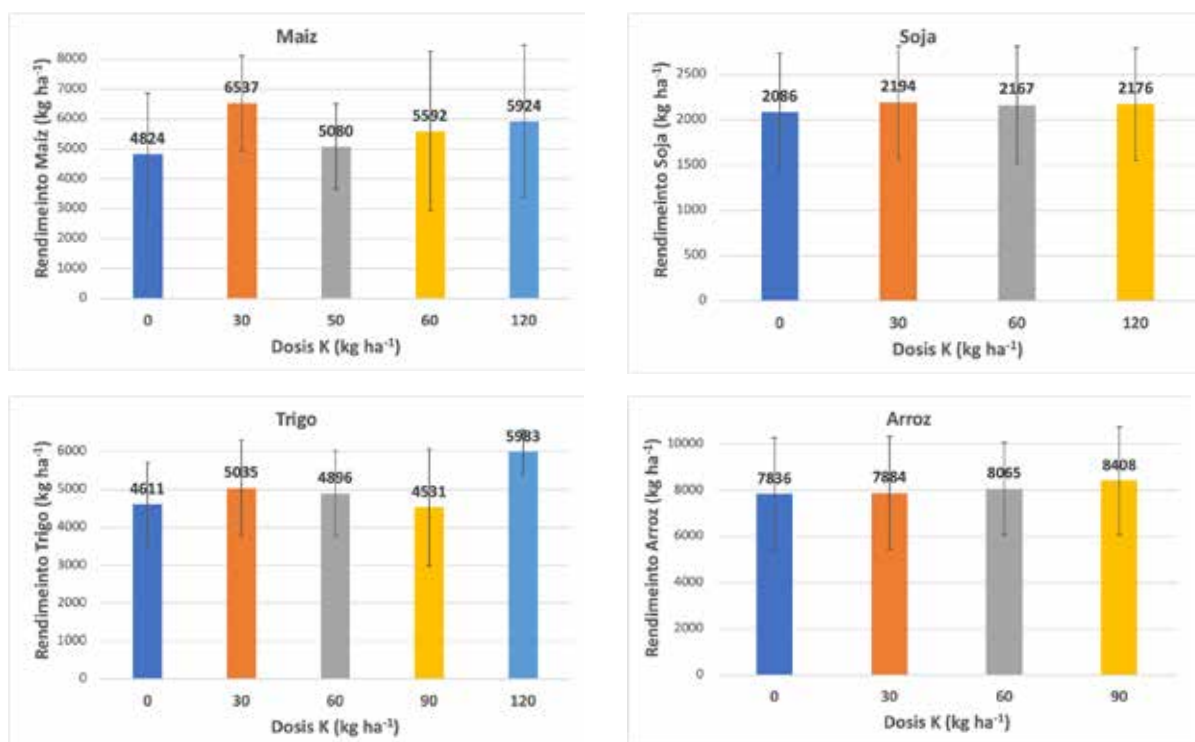 Maiz
Rendimeinto Maiz (kg ha⁻¹)
8000
7000
6000
5000
4000
3000
2000
1000
0
4824
6537
5080
5592
5924
0 30 50 60 120
Dosis K (kg ha⁻¹)
Soja
Rendimeinto Soja (kg ha⁻¹)
2500
2000
1500
1000
500
0
2086
2194
2167
2176
0 30 60 120
Dosis K (kg ha⁻¹)
Trigo
Rendimeinto Trigo (kg ha⁻¹)
6000
5000
4000
3000
2000
1000
0
4611
5035
4896
4531
5983
0 30 60 90 120
Dosis K (kg ha⁻¹)
Arroz
Rendimeinto Arroz (kg ha⁻¹)
10000
8000
6000
4000
2000
0
7836
7884
8065
8408
0 30 60 90
Dosis K (kg ha⁻¹)